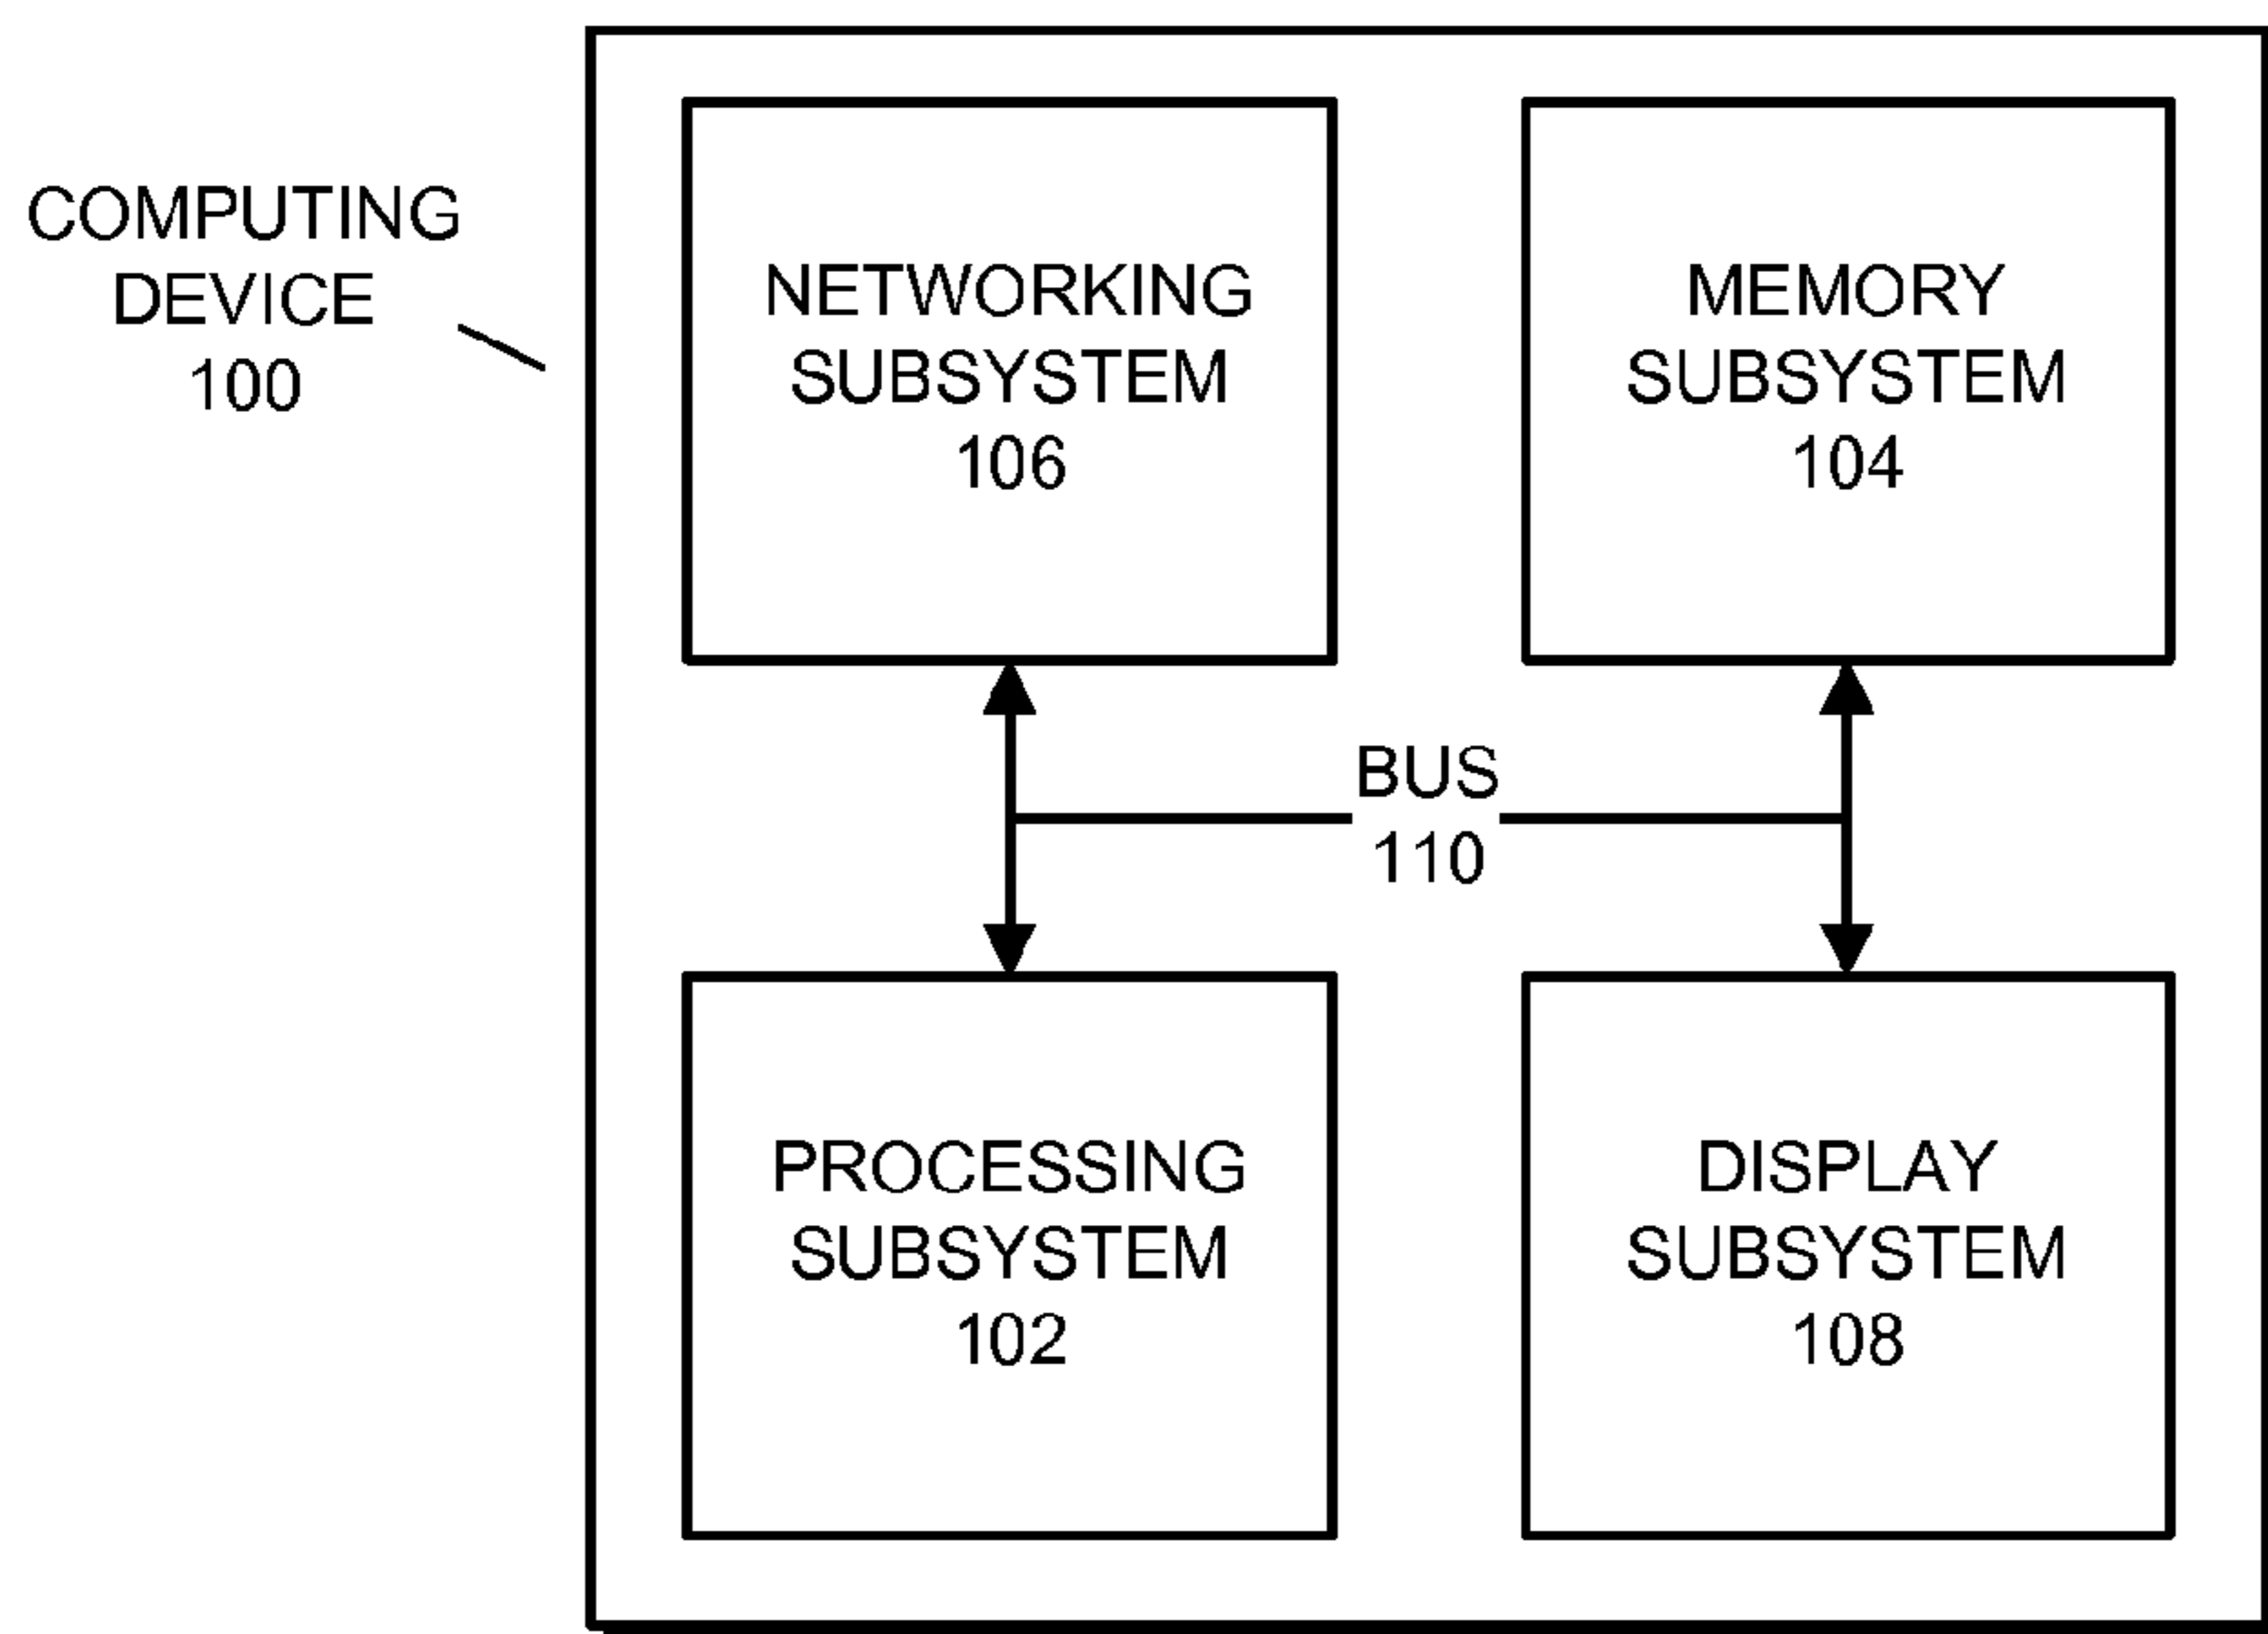 COMPUTING
DEVICE
100
NETWORKING
SUBSYSTEM
106
MEMORY
SUBSYSTEM
104
BUS
110
PROCESSING
SUBSYSTEM
102
DISPLAY
SUBSYSTEM
108